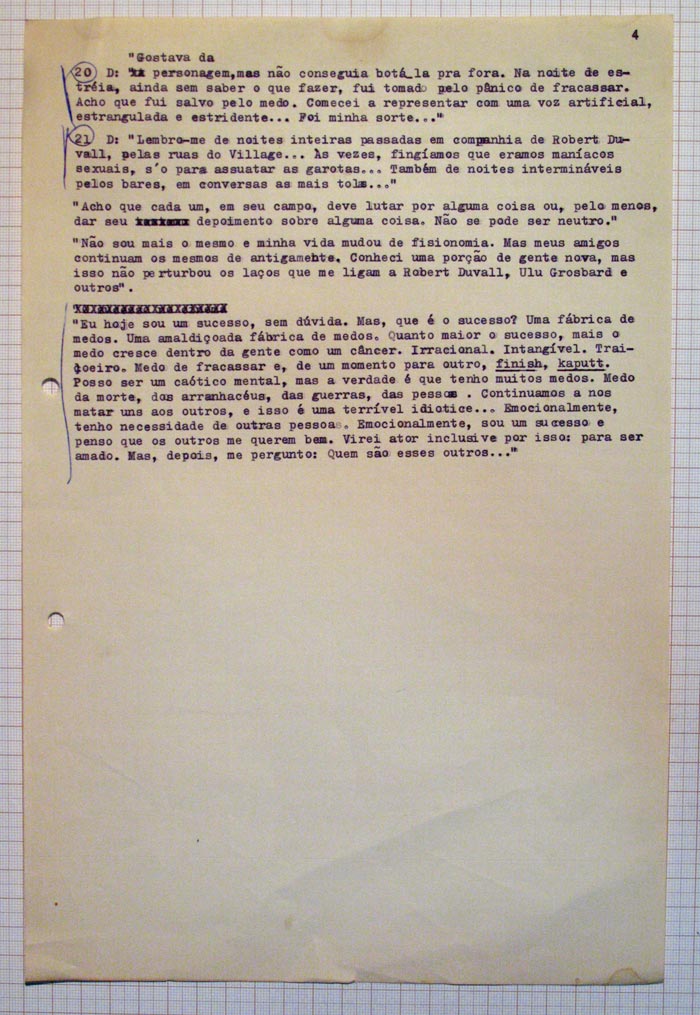 4
"Gostava da
20 D: personagem,mas não conseguia botá_la pra fora. Na noite de es-
tréia, ainda sem saber o que fazer, fui tomado pelo pânico de fracassar.
Acho que fui salvo pelo medo. Comecei a representar com uma voz artificial,
estrangulada e estridente... Foi minha sorte..."
21 D: "Lembro-me de noites inteiras passadas em companhia de Robert Du-
vall, pelas ruas do Village... Às vezes, fingíamos que eramos maníacos
sexuais, s'o para assuatar as garotas... Também de noites intermináveis
pelos bares, em conversas as mais tolas..."
"Acho que cada um, em seu campo, deve lutar por alguma coisa ou, pelo menos,
dar seu xxxxxxx depoimento sobre alguma coisa. Não se pode ser neutro."
"Não sou mais o mesmo e minha vida mudou de fisionomia. Mas meus amigos
continuam os mesmos de antigamente. Conheci uma porção de gente nova, mas
isso não perturbou os laços que me ligam a Robert Duvall, Ulu Grosbard e
outros".
"Eu hoje sou um sucesso, sem dúvida. Mas, que é o sucesso? Uma fábrica de
medos. Uma amaldiçoada fábrica de medos. Quanto maior o sucesso, mais o
medo cresce dentro da gente como um câncer. Irracional. Intangível. Trai-
çoeiro. Medo de fracassar e, de um momento para outro, finish, kaputt.
Posso ser um caótico mental, mas a verdade é que tenho muitos medos. Medo
da morte, dos arranhacéus, das guerras, das pessoas . Continuamos a nos
matar uns aos outros, e isso é uma terrível idiotice... Emocionalmente,
tenho necessidade de outras pessoas. Emocionalmente, sou um sucesso e
penso que os outros me querem bem. Virei ator inclusive por isso: para ser
amado. Mas, depois, me pergunto: Quem são esses outros..."